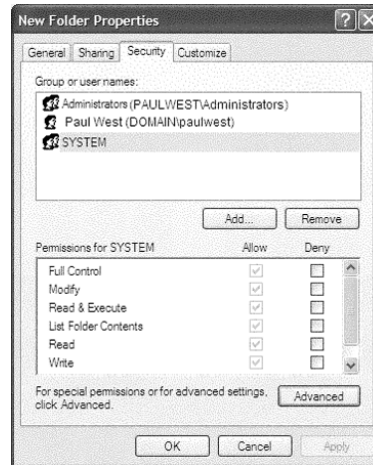 New Folder Properties
General Sharing Security Customize
Group or user names:
Administrators (PAULWEST\Administrators)
Paul West (DOMAIN\paulwest)
SYSTEM
Add... Remove
Permissions for SYSTEM Allow Deny
Full Control
Modify
Read & Execute
List Folder Contents
Read
Write
For special permissions or for advanced settings,
click Advanced.
Advanced
OK Cancel Apply